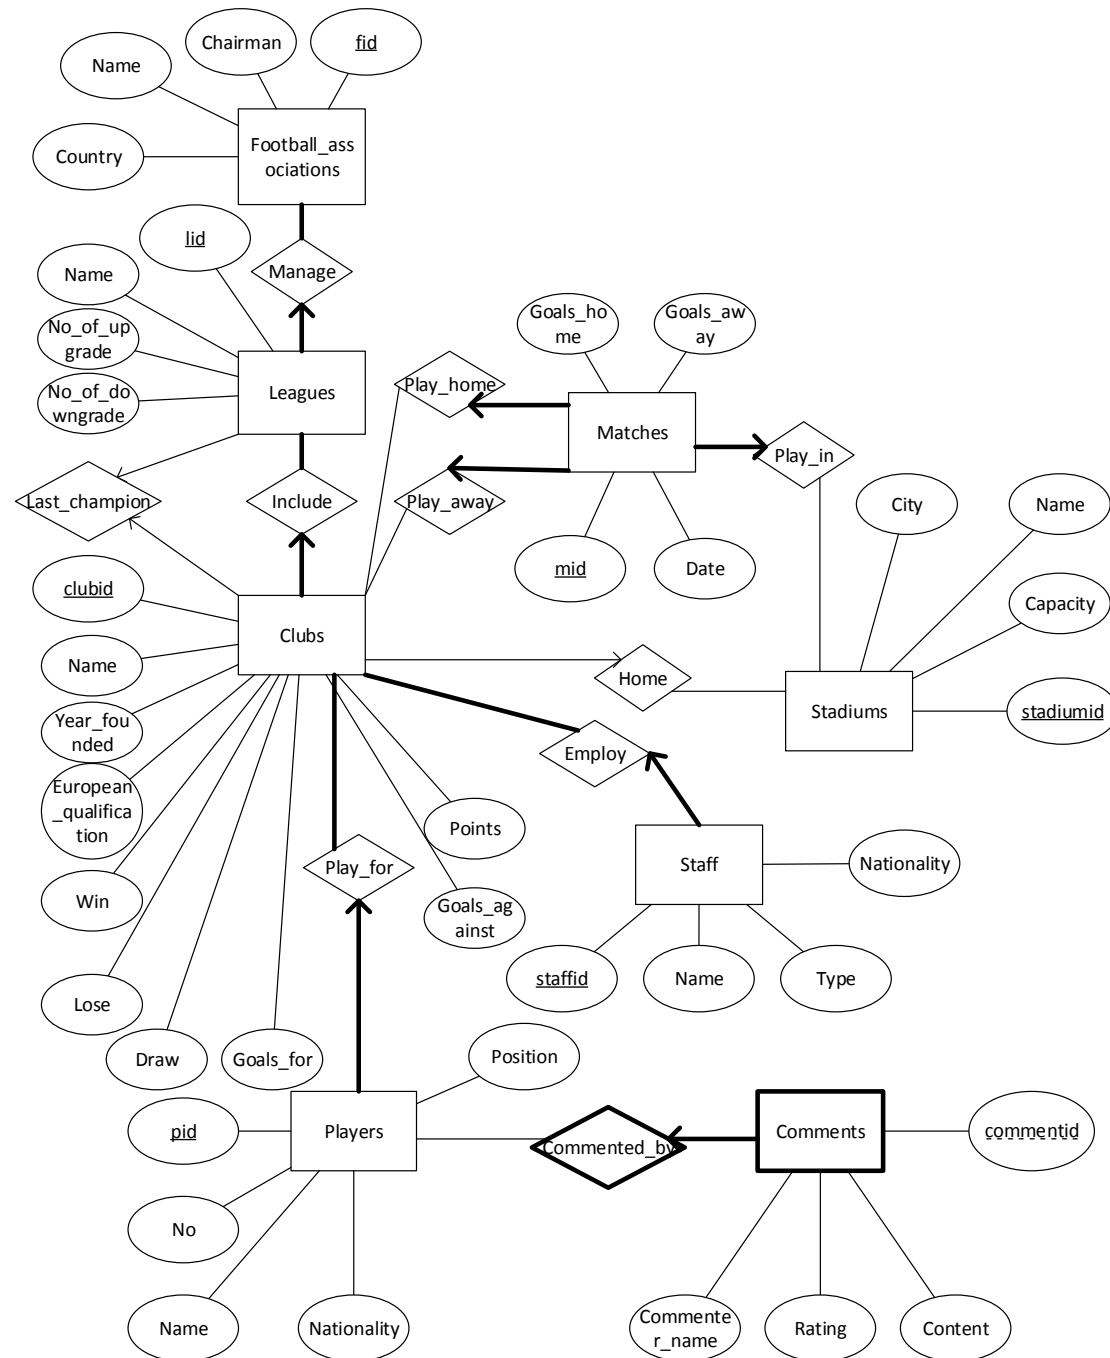 Chairman
fid
Name
Football_ass
ociations
Country
lid
Manage
Name
No_of_up
grade
No_of_do
wngrade
Leagues
Goals_ho
me
Goals_aw
ay
Play_home
Matches
Play_in
Last_champion
Include
Play_away
City
Name
mid
Date
clubid
Capacity
Clubs
Name
Home
Stadiums
stadiumid
Year_fou
nded
Employ
European
_qualifica
tion
Points
Play_for
Staff
Nationality
Win
Goals_ag
ainst
staffid
Name
Type
Lose
Draw
Goals_for
Position
pid
Players
Commented_by
Comments
commentid
No
Name
Nationality
Commente
r_name
Rating
Content